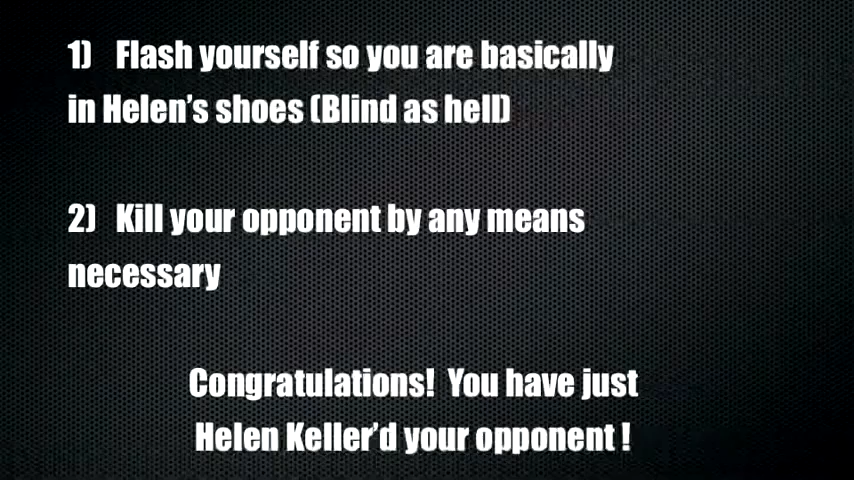 1) Flash yourself so you are basically
in Helen's shoes (Blind as hell)
2) Kill your opponent by any means
necessary
Congratulations! You have just
Helen Keller'd your opponent !